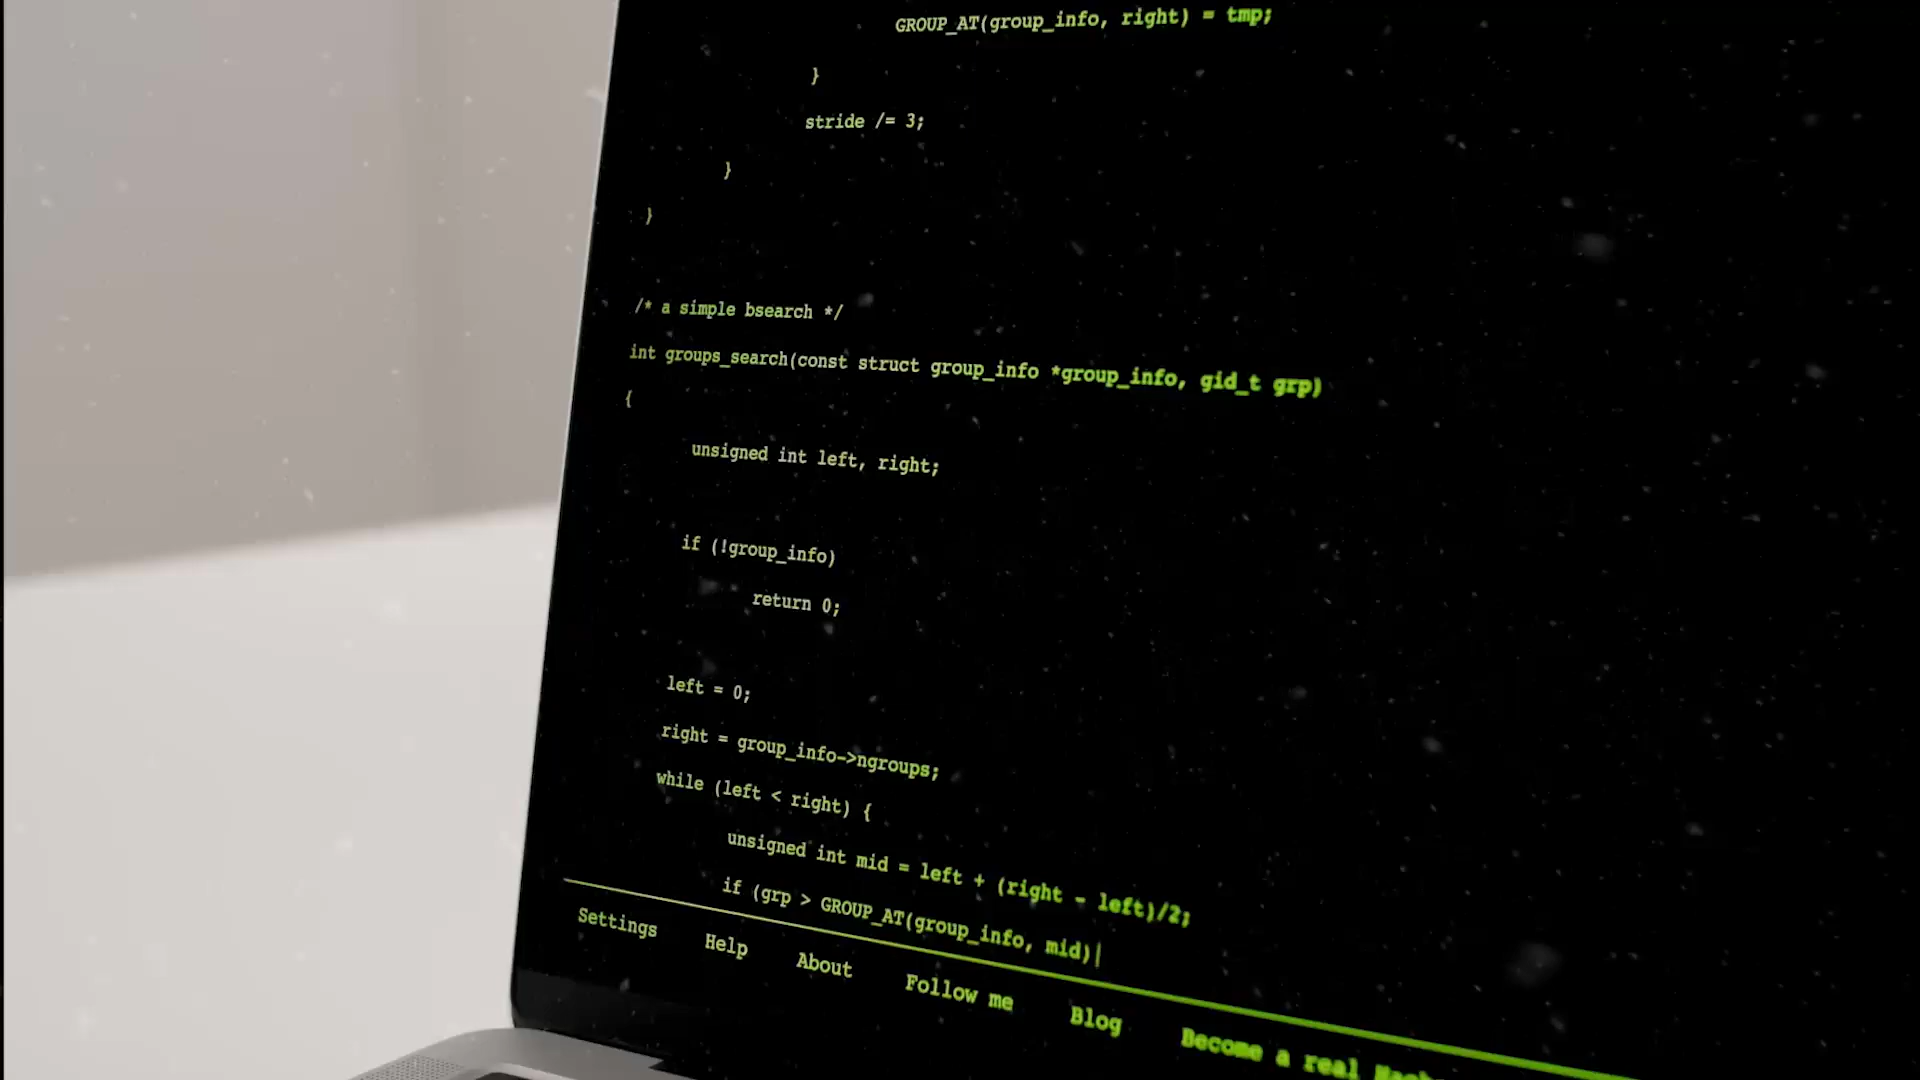 GROUP_AT(group_info, right) = tmp;
}
stride /= 3;
}
}
/* a simple bsearch */
int groups_search(const struct group_info *group_info, gid_t grp)
{
unsigned int left, right;
if (!group_info)
return 0;
left = 0;
right = group_info->ngroups;
while (left < right) {
unsigned int mid = left + (right - left)/2;
if (grp > GROUP_AT(group_info, mid)|
Settings Help About Follow me Blog Become a real